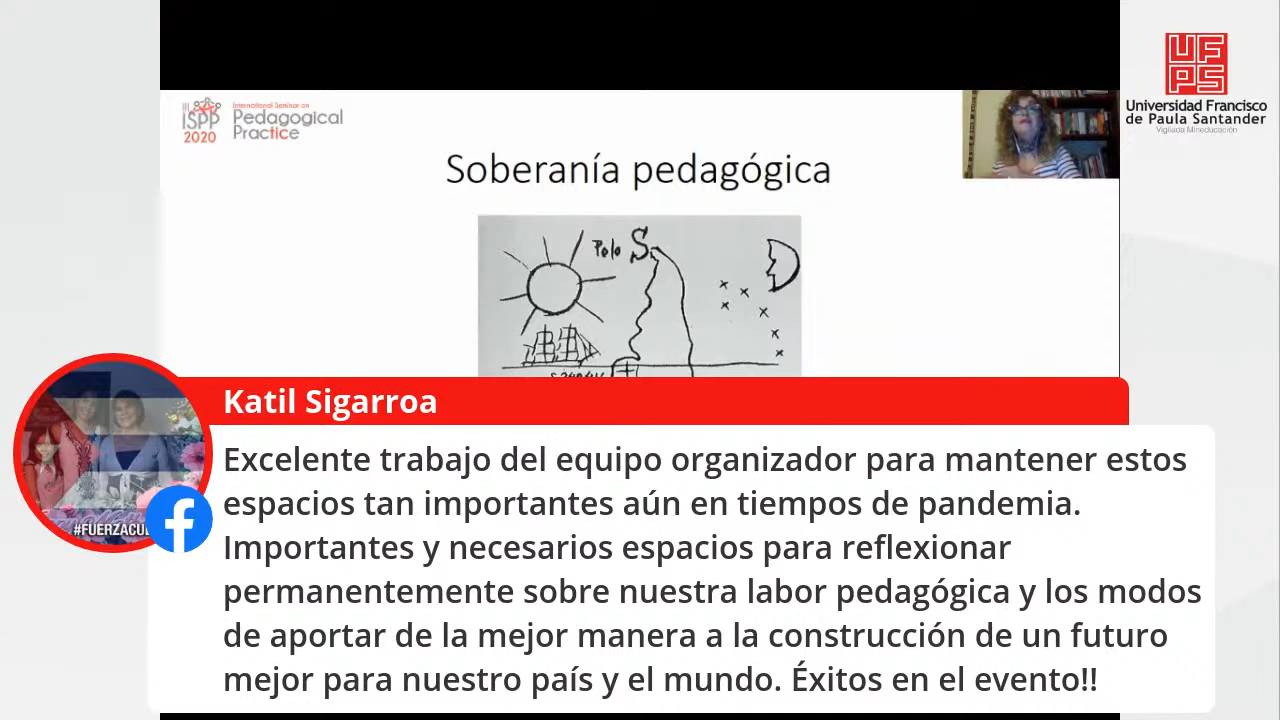 III
ISPP
2020
International Seminar on
Pedagogical
Practice
UF
PS
Universidad Francisco
de Paula Santander
Vigilada Mineducación
Soberanía pedagógica
Polo S.
Katil Sigarroa
Excelente trabajo del equipo organizador para mantener estos
espacios tan importantes aún en tiempos de pandemia.
Importantes y necesarios espacios para reflexionar
permanentemente sobre nuestra labor pedagógica y los modos
de aportar de la mejor manera a la construcción de un futuro
mejor para nuestro país y el mundo. Éxitos en el evento!!